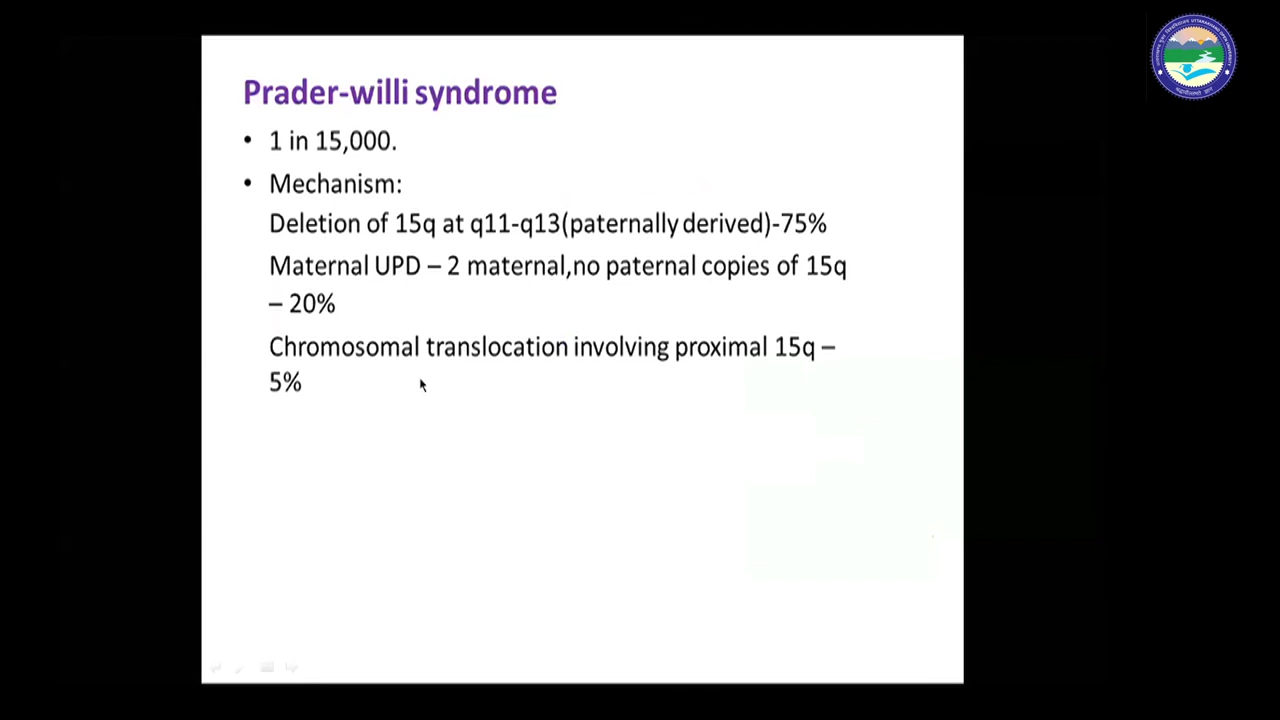 Prader-willi syndrome
• 1 in 15,000.
• Mechanism:
Deletion of 15q at q11-q13(paternally derived)-75%
Maternal UPD – 2 maternal,no paternal copies of 15q
– 20%
Chromosomal translocation involving proximal 15q –
5%